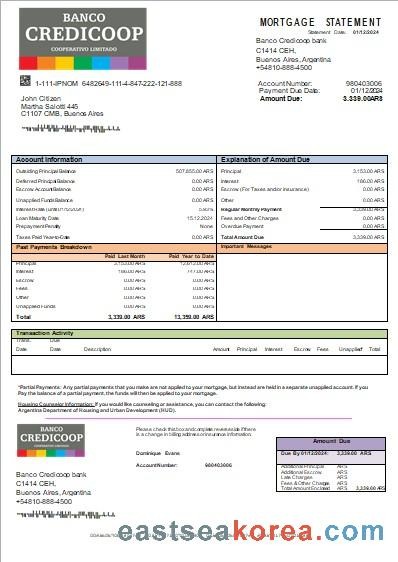 BANCO
CREDICOOP
COOPERATIVO LIMITADO
MORTGAGE STATEMENT
Statement Date: 01/12/2024
Banco Credicoop bank
C1414 CEH,
Buenos Aires, Argentina
+54810-888-4500
1-111-IPNOM 6482649-111-4-847-222-121-888
Account Number: 980403006
Payment Due Date: 01/12/2024
Amount Due: 3.339.00ARS
John Citizen
Martha Salotti 445
C1107 CMB, Buenos Aires
Account Information
Outstanding Principal Balance 507,655.00 ARS
Deferred Principal Balance 0.00 ARS
Escrow Account Balance 0.00 ARS
Unapplied Funds Balance 0.00 ARS
Interest Rate (until 01/12/2021)
Loan Maturity Date 15.12.2024
Prepayment Penalty None
Taxes Paid Year-to-Date 0.00 ARS
Explanation of Amount Due
Principal 3,153.00 ARS
Interest 186.00 ARS
Escrow (For Taxes and/or Insurance) 0.00 ARS
Other 0.00 ARS
Regular Monthly Payment 3,339.00 ARS
Fees and Other Charges 0.00 ARS
Overdue Payment 0.00 ARS
Total Amount Due 3,339.00 ARS
Past Payments Breakdown
Paid Last Month Paid Year to Date
Principal 3,153.00 ARS 12,612.00 ARS
Interest 186.00 ARS 747.00 ARS
Escrow 0.00 ARS 0.00 ARS
Fees 0.00 ARS 0.00 ARS
Other 0.00 ARS 0.00 ARS
Unapplied Funds 0.00 ARS 0.00 ARS
Total 3,339.00 ARS 13,359.00 ARS
Important Messages
Transaction Activity
Trans. Due
Date Date Description Amount Principal Interest Escrow Fees Unapplied Total
*Partial Payments: Any partial payments that you make are not applied to your mortgage, but instead are held in a separate unapplied account. If you
Pay the balance of a partial payment, the funds will then be applied to your mortgage.
Housing Counselor Information: If you would like counseling or assistance, you can contact the following:
Argentina Department of Housing and Urban Development (HUD).
BANCO
CREDICOOP
COOPERATIVO LIMITADO
Banco Credicoop bank
C1414 CEH,
Buenos Aires, Argentina
+54810-888-4500
Please check this box and complete reverse side if there
is a change in billing address or insurance information.
Dominique Evans
Account Number: 980403006
Amount Due
Due By 01/12/2024: 3,339.00 ARS
Additional Principal ARS
Additional Escrow ARS
Late Charges ARS
Fees & Other Charges ARS
Total Amount Enclosed ARS 3,339.00 ARS
eastseakorea.com